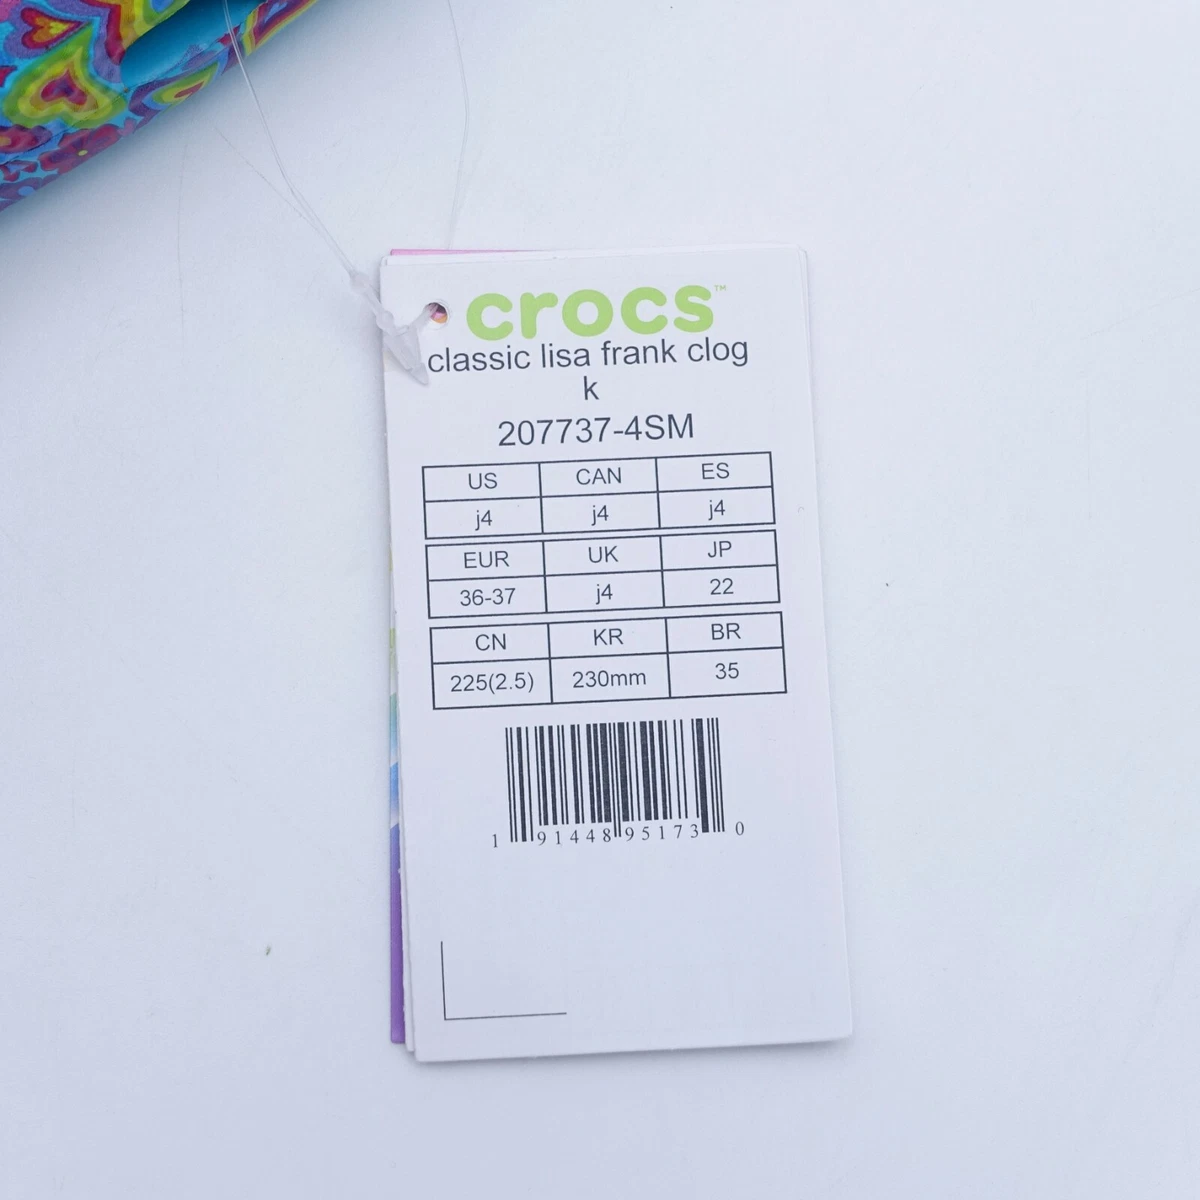 crocs™
classic lisa frank clog
k
207737-4SM
US CAN ES
j4 j4 j4
EUR UK JP
36-37 j4 22
CN KR BR
225(2.5) 230mm 35
1 91448 95173 0